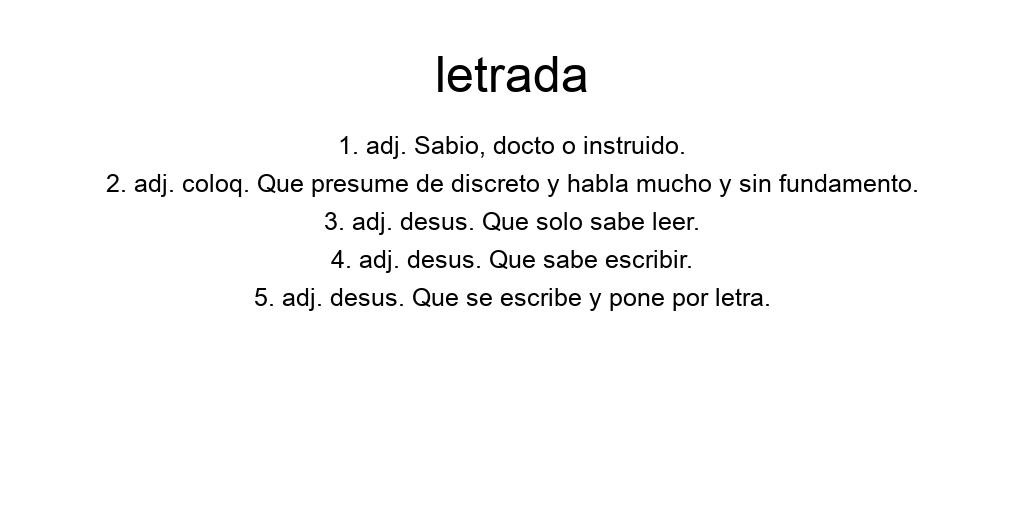 letrada
1. adj. Sabio, docto o instruido.
2. adj. coloq. Que presume de discreto y habla mucho y sin fundamento.
3. adj. desus. Que solo sabe leer.
4. adj. desus. Que sabe escribir.
5. adj. desus. Que se escribe y pone por letra.